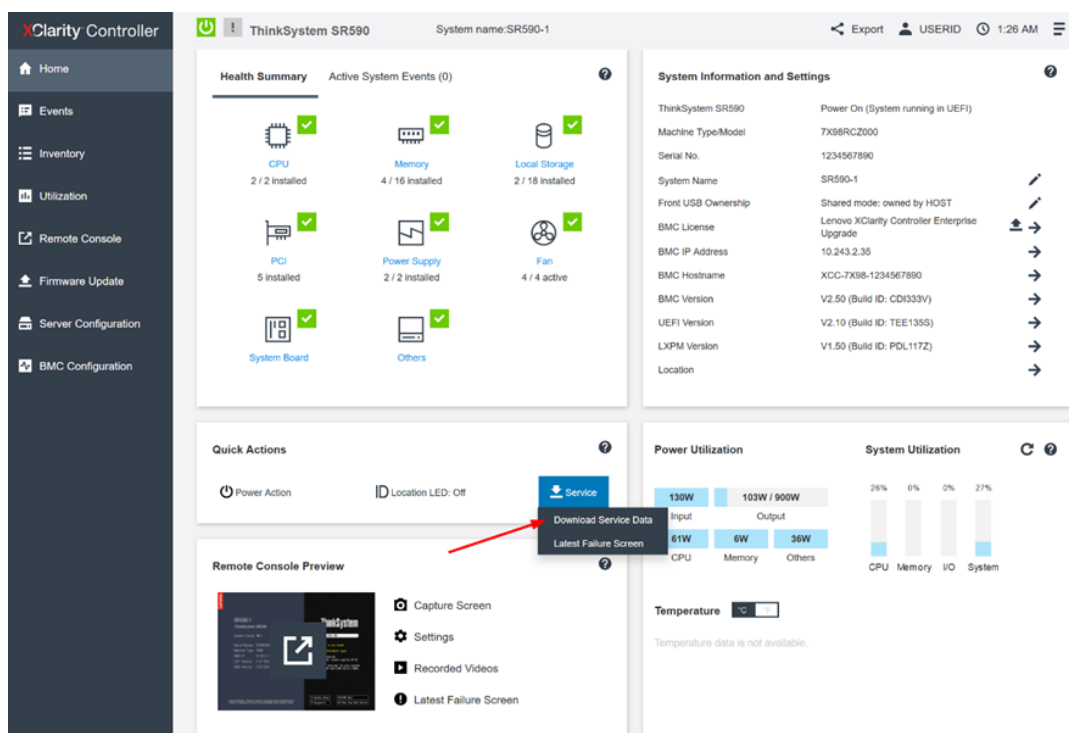 XClarity Controller
ThinkSystem SR590
System name:SR590-1
Export
USERID
1:26 AM
Home
Events
Inventory
Utilization
Remote Console
Firmware Update
Server Configuration
BMC Configuration
Health Summary
Active System Events (0)
CPU
2 / 2 installed
Memory
4 / 16 installed
Local Storage
2 / 18 installed
PCI
5 installed
Power Supply
2 / 2 installed
Fan
4 / 4 active
System Board
Others
System Information and Settings
ThinkSystem SR590 Power On (System running in UEFI)
Machine Type/Model 7X98RCZ000
Serial No. 1234567890
System Name SR590-1
Front USB Ownership Shared mode: owned by HOST
BMC License Lenovo XClarity Controller Enterprise
Upgrade
BMC IP Address 10.243.2.35
BMC Hostname XCC-7X98-1234567890
BMC Version V2.50 (Build ID: CDI333V)
UEFI Version V2.10 (Build ID: TEE135S)
LXPM Version V1.50 (Build ID: PDL117Z)
Location
Quick Actions
Power Action
Location LED: Off
Service
Download Service Data
Latest Failure Screen
Remote Console Preview
ThinkSystem
Capture Screen
Settings
Recorded Videos
Latest Failure Screen
Power Utilization
130W
103W / 900W
Input
Output
61W
6W
36W
CPU
Memory
Others
System Utilization
26% 0% 0% 27%
CPU Memory I/O System
Temperature
°C
°F
Temperature data is not available.